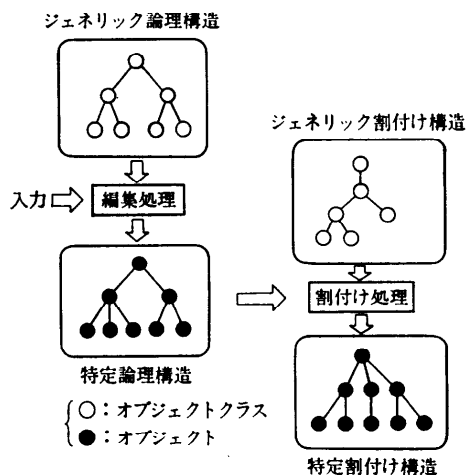 ジェネリック論理構造
ジェネリック割付け構造
入力
編集処理
割付け処理
特定論理構造
○:オブジェクトクラス
●:オブジェクト
特定割付け構造